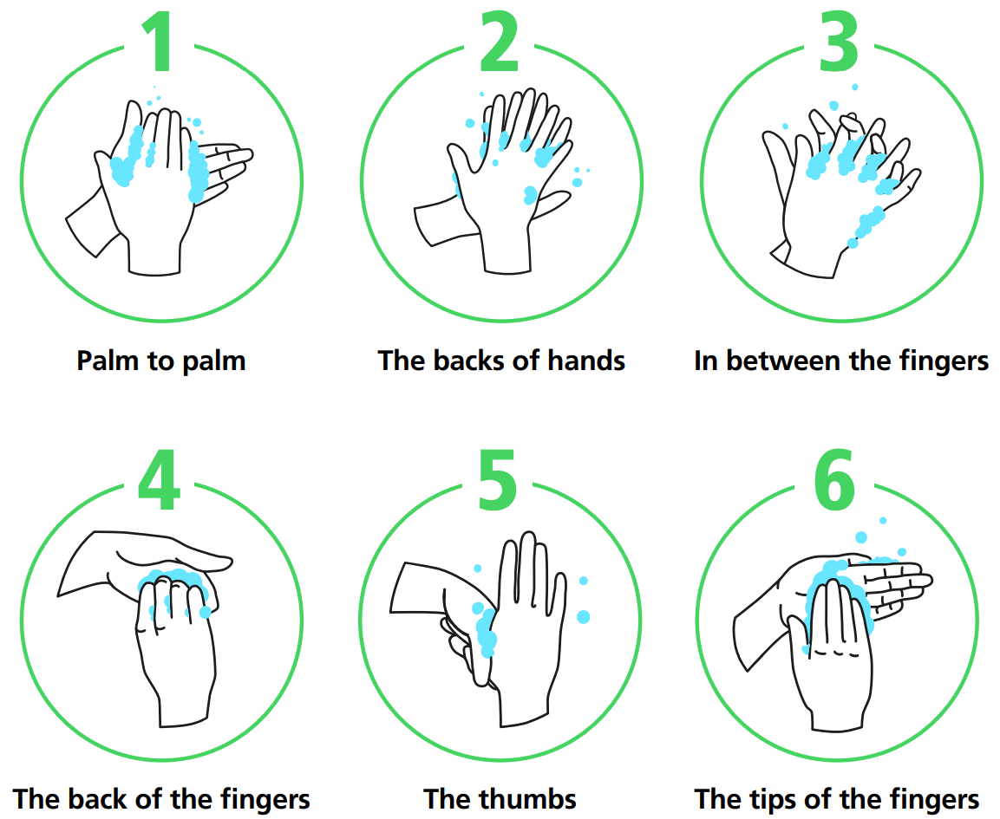 1
2
3
Palm to palm
The backs of hands
In between the fingers
4
5
6
The back of the fingers
The thumbs
The tips of the fingers